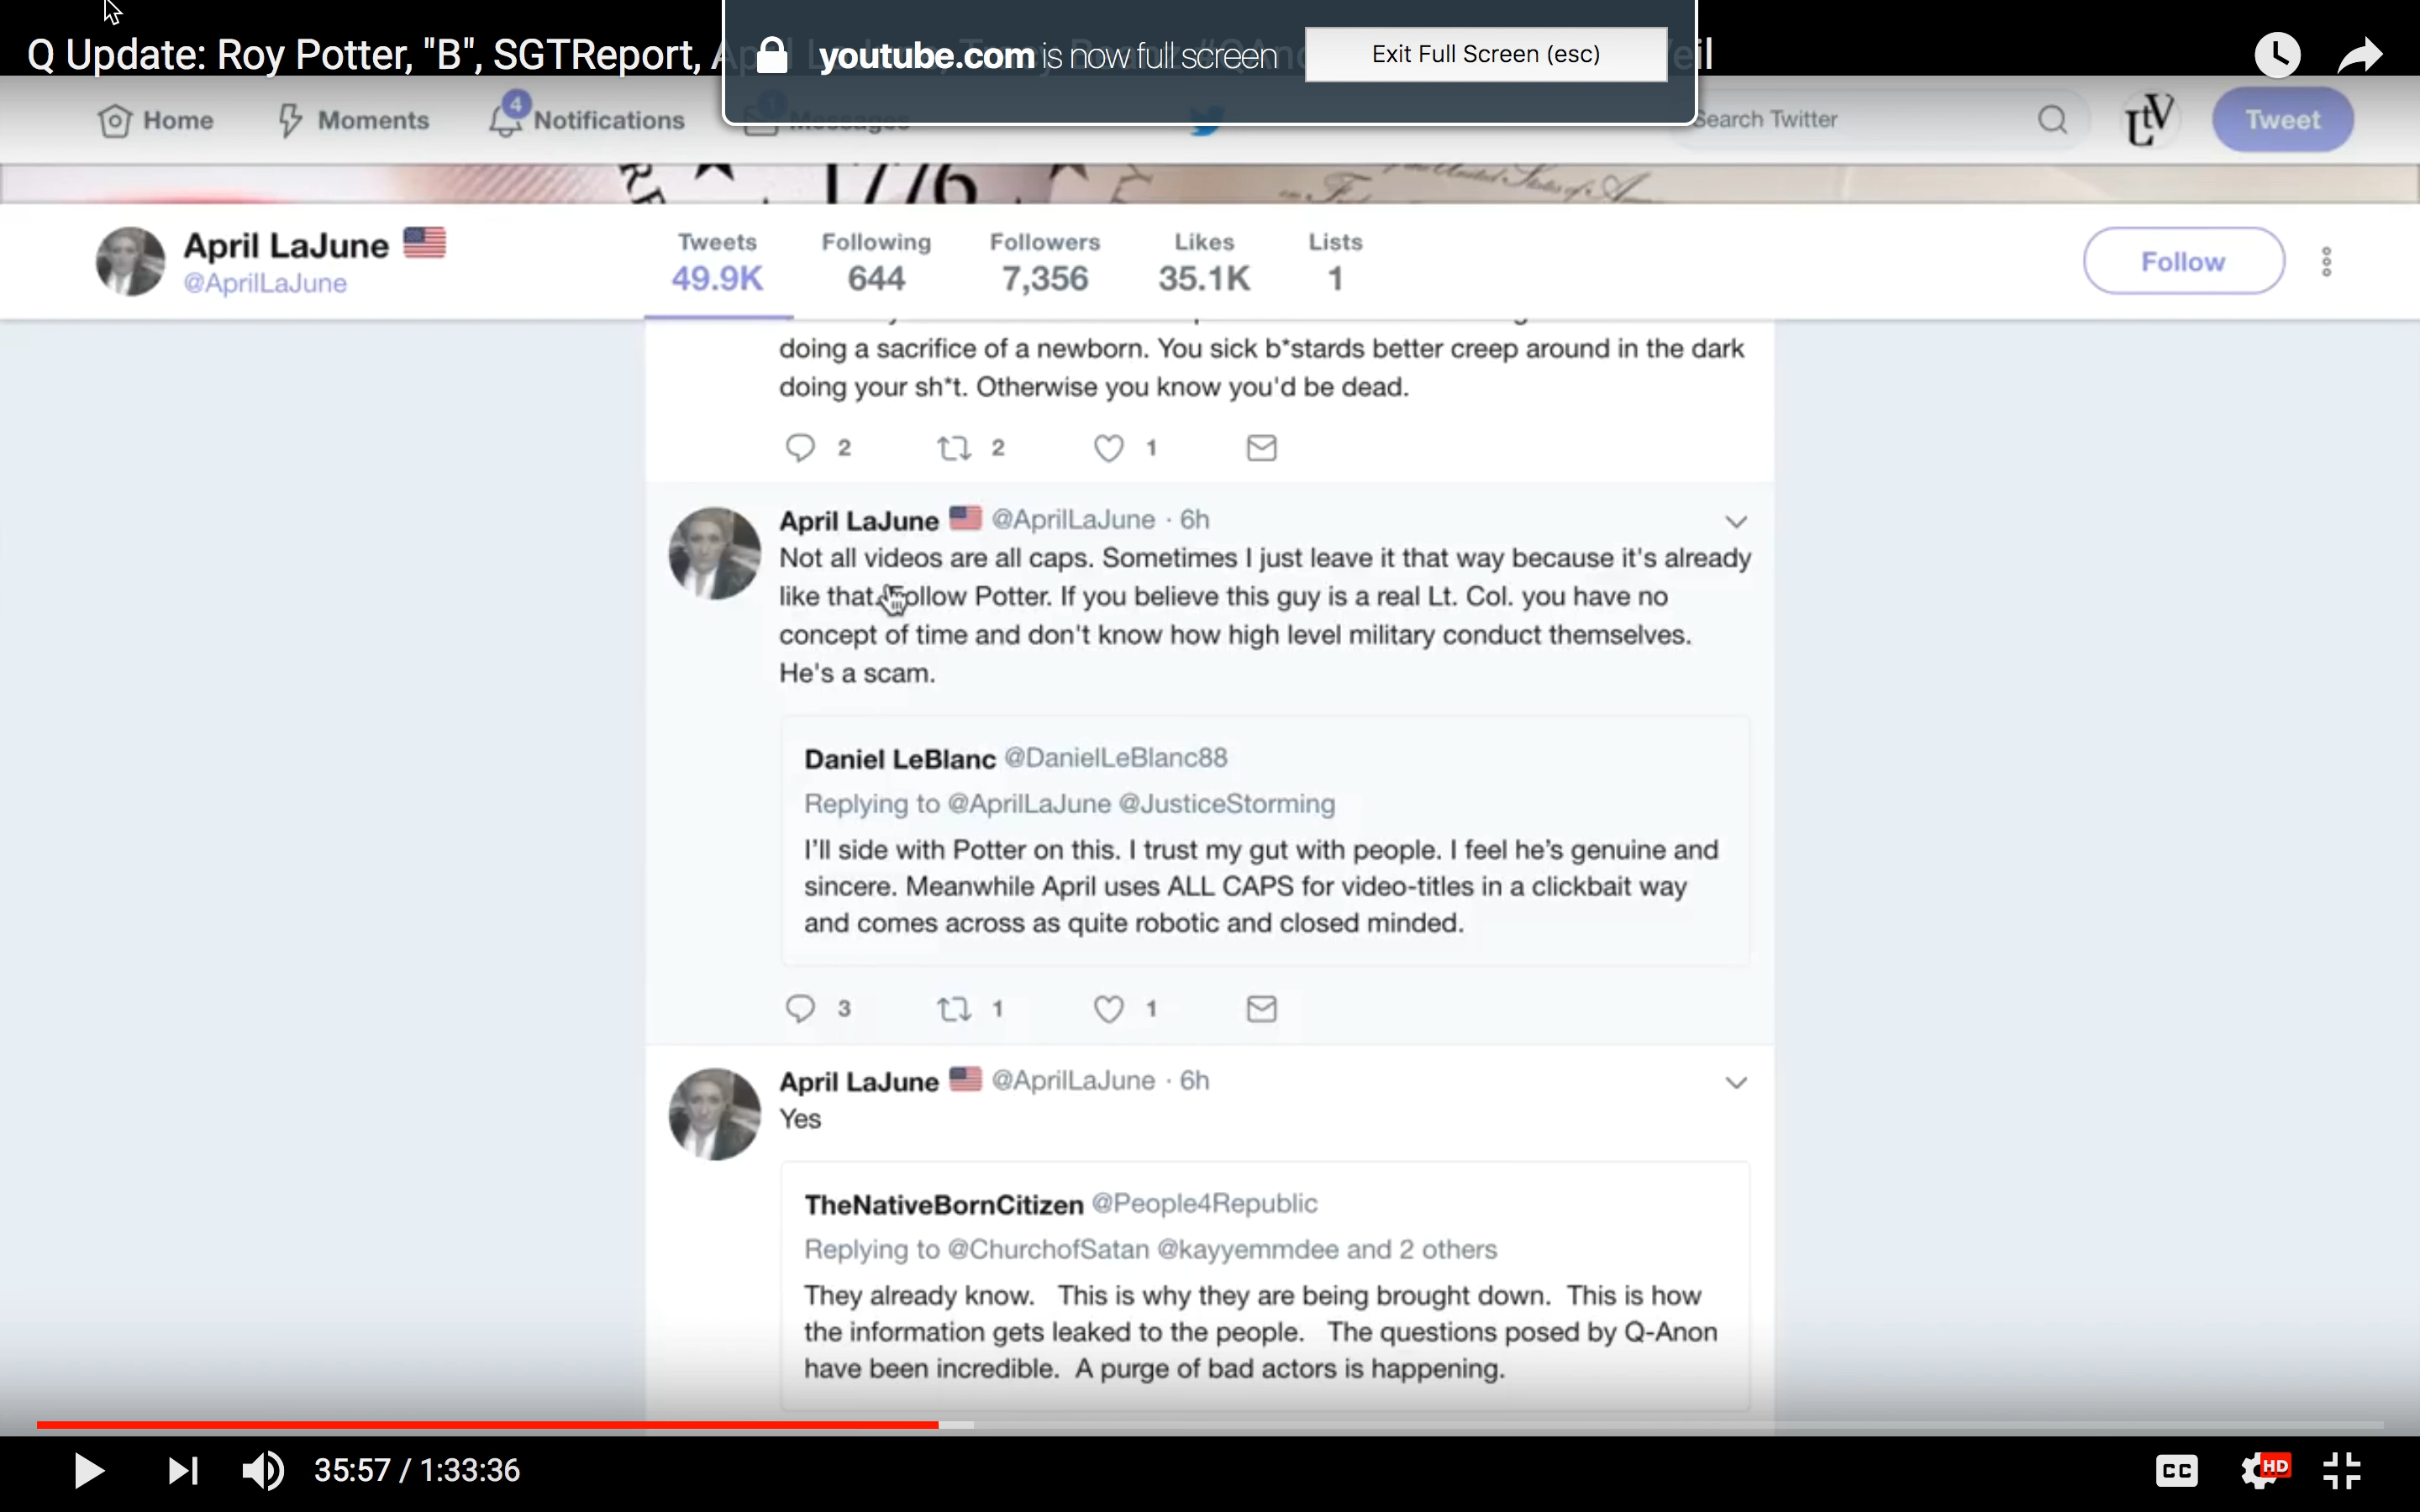 Q Update: Roy Potter, "B", SGTReport,
youtube.com is now full screen
Exit Full Screen (esc)
Home
Moments
4
Notifications
1
Messages
Search Twitter
LtV
Tweet
1776
April LaJune
@AprilLaJune
Tweets
49.9K
Following
644
Followers
7,356
Likes
35.1K
Lists
1
Follow
doing a sacrifice of a newborn. You sick b*stards better creep around in the dark
doing your sh*t. Otherwise you know you'd be dead.
2 2 1
April LaJune @AprilLaJune · 6h
Not all videos are all caps. Sometimes I just leave it that way because it's already
like that. Follow Potter. If you believe this guy is a real Lt. Col. you have no
concept of time and don't know how high level military conduct themselves.
He's a scam.
Daniel LeBlanc @DanielLeBlanc88
Replying to @AprilLaJune @JusticeStorming
I'll side with Potter on this. I trust my gut with people. I feel he's genuine and
sincere. Meanwhile April uses ALL CAPS for video-titles in a clickbait way
and comes across as quite robotic and closed minded.
3 1 1
April LaJune @AprilLaJune · 6h
Yes
TheNativeBornCitizen @People4Republic
Replying to @ChurchofSatan @kayyemmdee and 2 others
They already know. This is why they are being brought down. This is how
the information gets leaked to the people. The questions posed by Q-Anon
have been incredible. A purge of bad actors is happening.
35:57 / 1:33:36
CC
HD